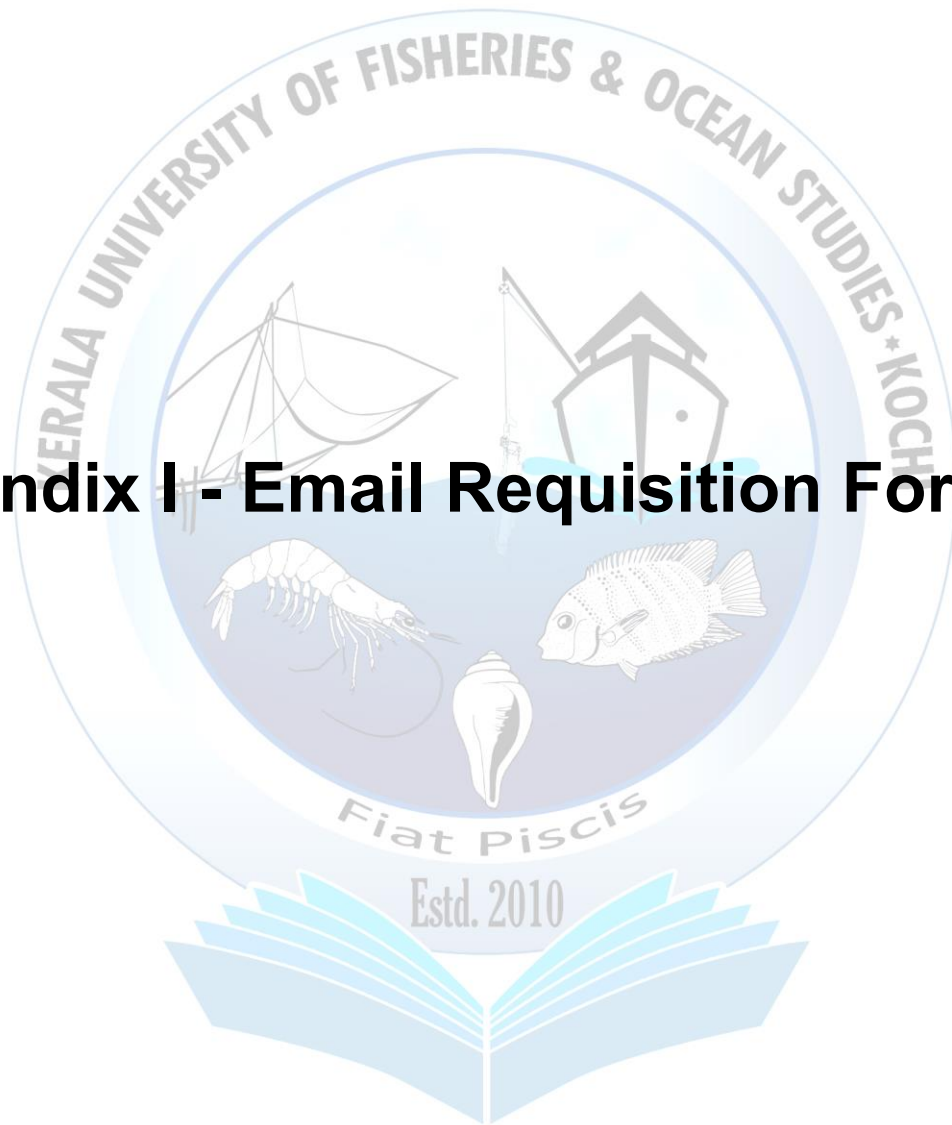 KERALA UNIVERSITY OF FISHERIES & OCEAN STUDIES * KOCHI
ndix I - Email Requisition For
Fiat Piscis
Estd. 2010